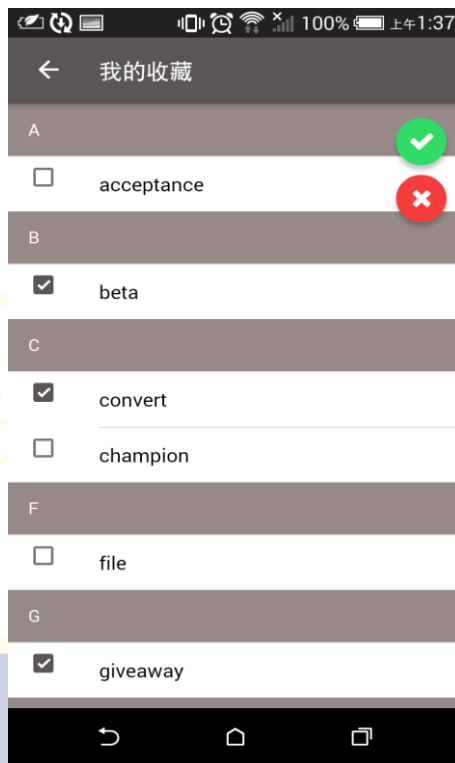 100% 上午1:37
我的收藏
A
acceptance
B
beta
C
convert
champion
F
file
G
giveaway